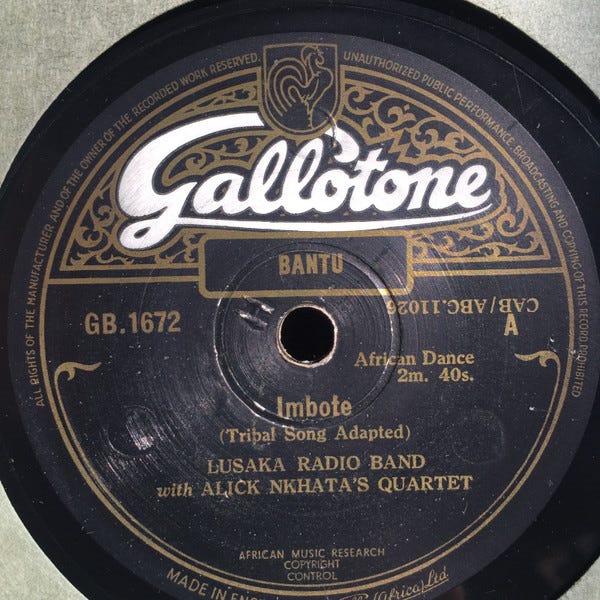 ALL RIGHTS OF THE MANUFACTURER AND OF THE OWNER OF THE RECORDED WORK RESERVED.
UNAUTHORIZED PUBLIC PERFORMANCE, BROADCASTING AND COPYING OF THIS RECORD PROHIBITED
Gallotone
BANTU
GB.1672
CAB/ABC.11026
A
African Dance
2m. 40s.
Imbote
(Tribal Song Adapted)
LUSAKA RADIO BAND
with ALICK NKHATA'S QUARTET
AFRICAN MUSIC RESEARCH
COPYRIGHT
CONTROL
MADE IN
(Africa) Ltd